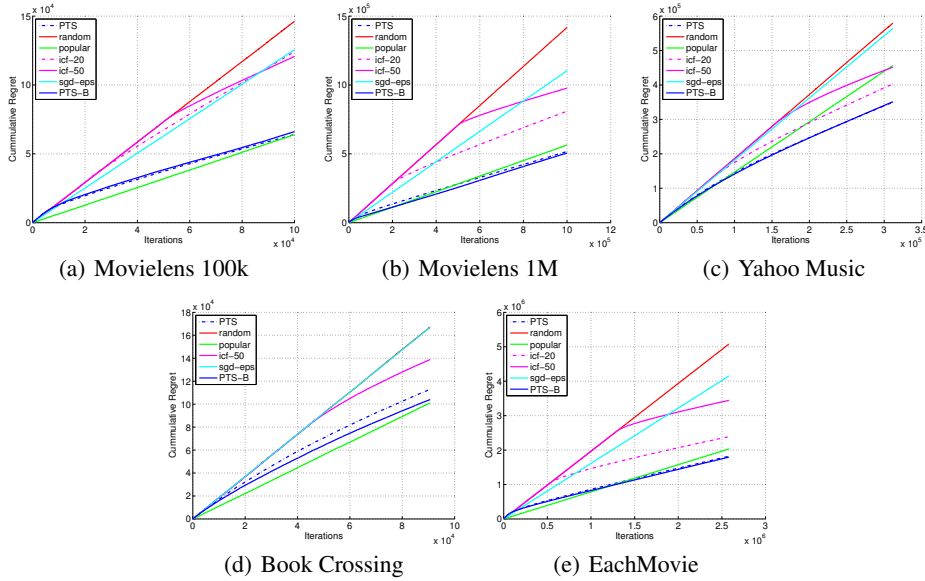 15 x 10^4
PTS
random
popular
icf-20
icf-50
sgd-eps
PTS-B
Cummulative Regret
10
5
0
0 2 4 6 8 10
Iterations
x 10^4
(a) Movielens 100k
15 x 10^5
PTS
random
popular
icf-20
icf-50
sgd-eps
PTS-B
Cummulative Regret
10
5
0
0 2 4 6 8 10 12
Iterations
x 10^5
(b) Movielens 1M
6 x 10^5
PTS
random
popular
icf-20
icf-50
sgd-eps
PTS-B
Cummulative Regret
5
4
3
2
1
0
0 0.5 1 1.5 2 2.5 3 3.5
Iterations
x 10^5
(c) Yahoo Music
18 x 10^4
PTS
random
popular
icf-50
sgd-eps
PTS-B
Cummulative Regret
16
14
12
10
8
6
4
2
0
0 2 4 6 8 10
Iterations
x 10^4
(d) Book Crossing
6 x 10^6
PTS
random
popular
icf-20
icf-50
sgd-eps
PTS-B
Cummulative Regret
5
4
3
2
1
0
0 0.5 1 1.5 2 2.5 3
Iterations
x 10^6
(e) EachMovie